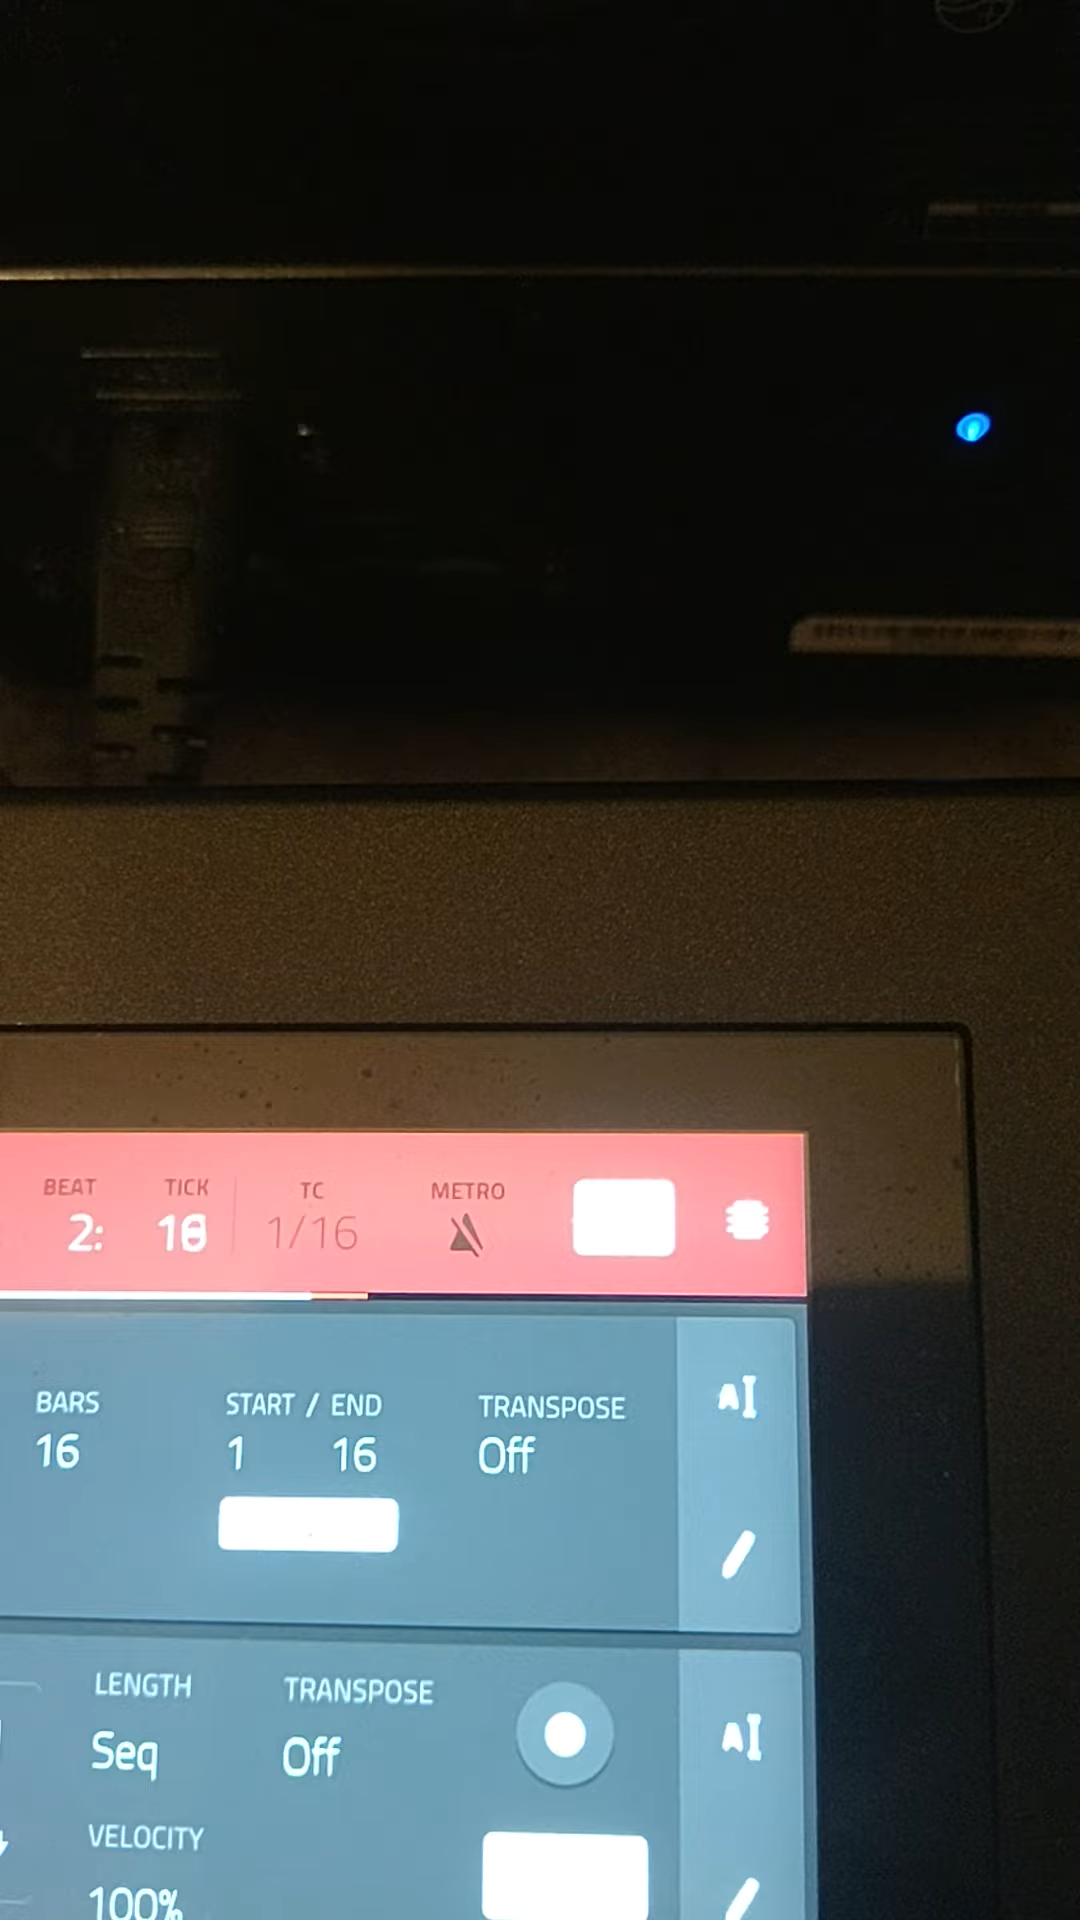 BEAT TICK TC METRO
2: 1/16
BARS START / END TRANSPOSE
16 1 16 Off
LENGTH TRANSPOSE
Seq Off
VELOCITY
100%